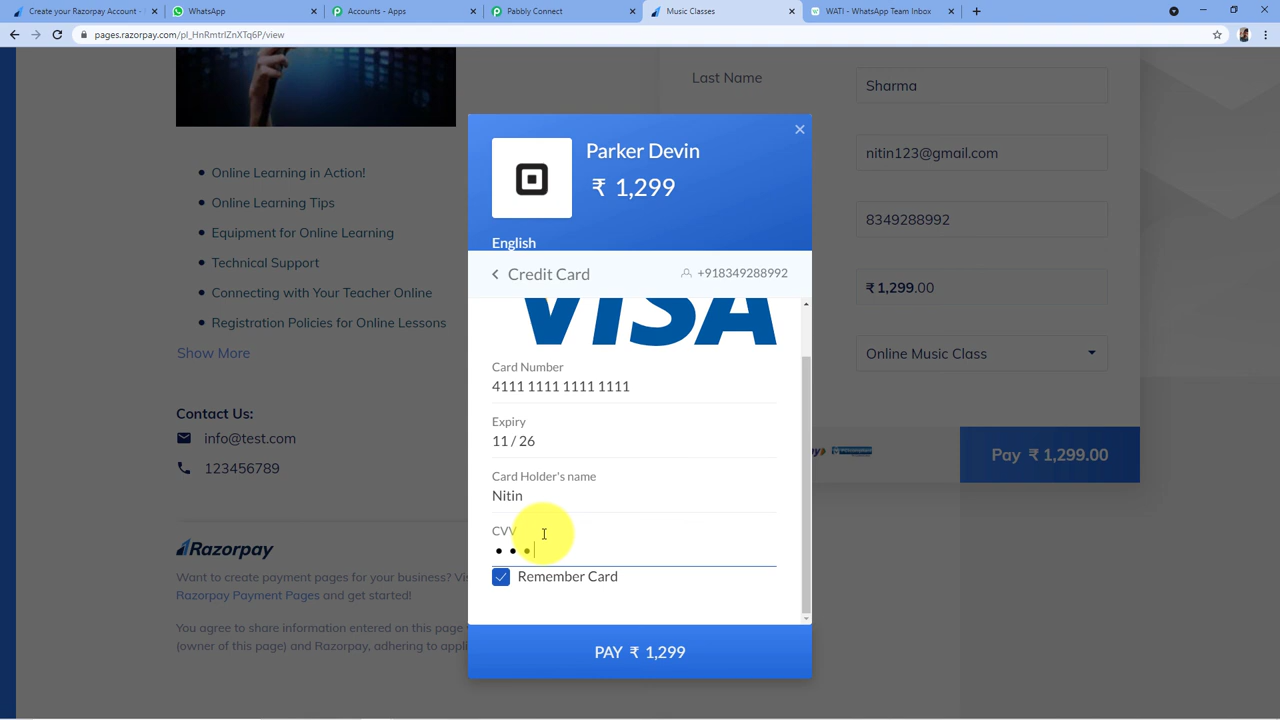 Create your Razorpay Account -
WhatsApp
Accounts - Apps
Pabbly Connect
Music Classes
WATI - WhatsApp Team Inbox
pages.razorpay.com/pl_HnRmtrIZnXTq6P/view
Last Name
Sharma
nitin123@gmail.com
8349288992
₹ 1,299.00
Online Music Class
Pay ₹ 1,299.00
Online Learning in Action!
Online Learning Tips
Equipment for Online Learning
Technical Support
Connecting with Your Teacher Online
Registration Policies for Online Lessons
Show More
Contact Us:
info@test.com
123456789
Razorpay
Want to create payment pages for your business?
Razorpay Payment Pages and get started!
You agree to share information entered on this page
(owner of this page) and Razorpay, adhering to
Parker Devin
₹ 1,299
English
Credit Card
+918349288992
VISA
Card Number
4111 1111 1111 1111
Expiry
11 / 26
Card Holder's name
Nitin
CVV
Remember Card
PAY ₹ 1,299